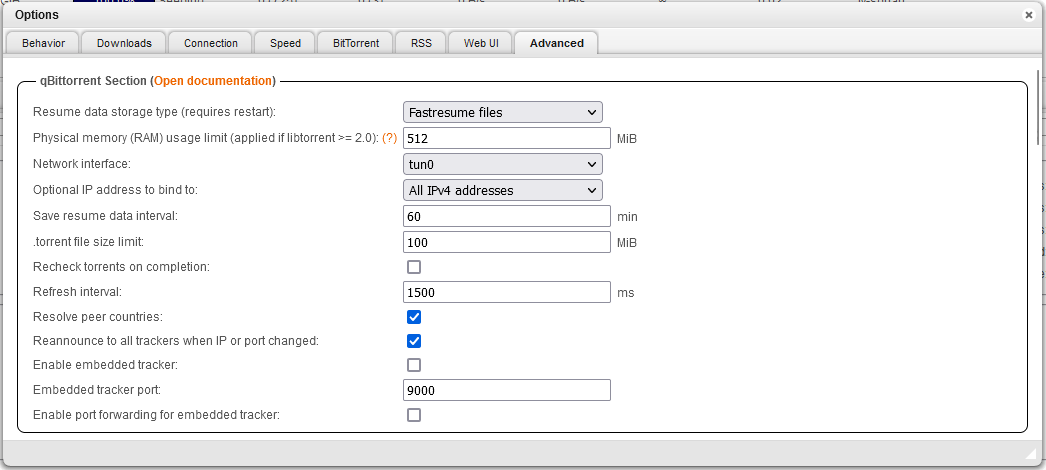 Options
Behavior Downloads Connection Speed BitTorrent RSS Web UI Advanced
qBittorrent Section (Open documentation)
Resume data storage type (requires restart): Fastresume files
Physical memory (RAM) usage limit (applied if libtorrent >= 2.0): (?) 512 MiB
Network interface: tun0
Optional IP address to bind to: All IPv4 addresses
Save resume data interval: 60 min
.torrent file size limit: 100 MiB
Recheck torrents on completion:
Refresh interval: 1500 ms
Resolve peer countries:
Reannounce to all trackers when IP or port changed:
Enable embedded tracker:
Embedded tracker port: 9000
Enable port forwarding for embedded tracker: